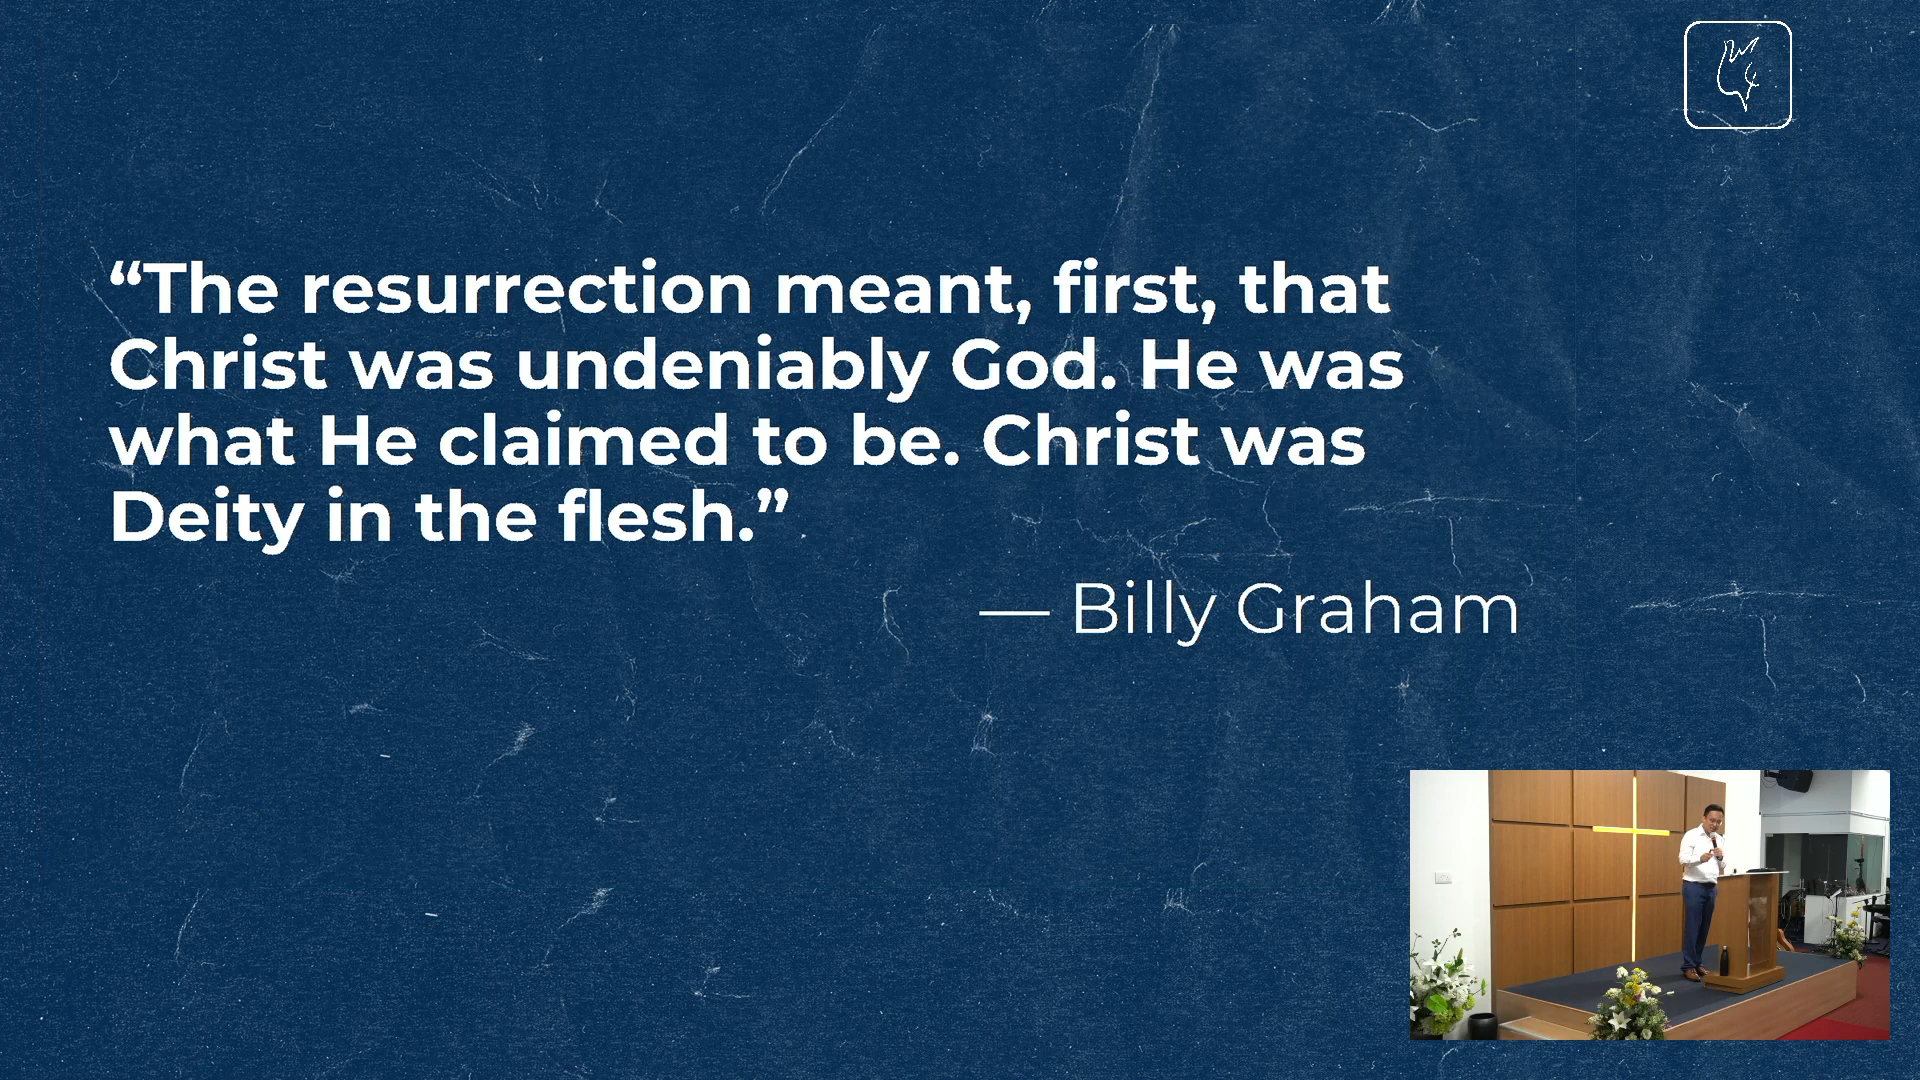 “The resurrection meant, first, that
Christ was undeniably God. He was
what He claimed to be. Christ was
Deity in the flesh.”
— Billy Graham